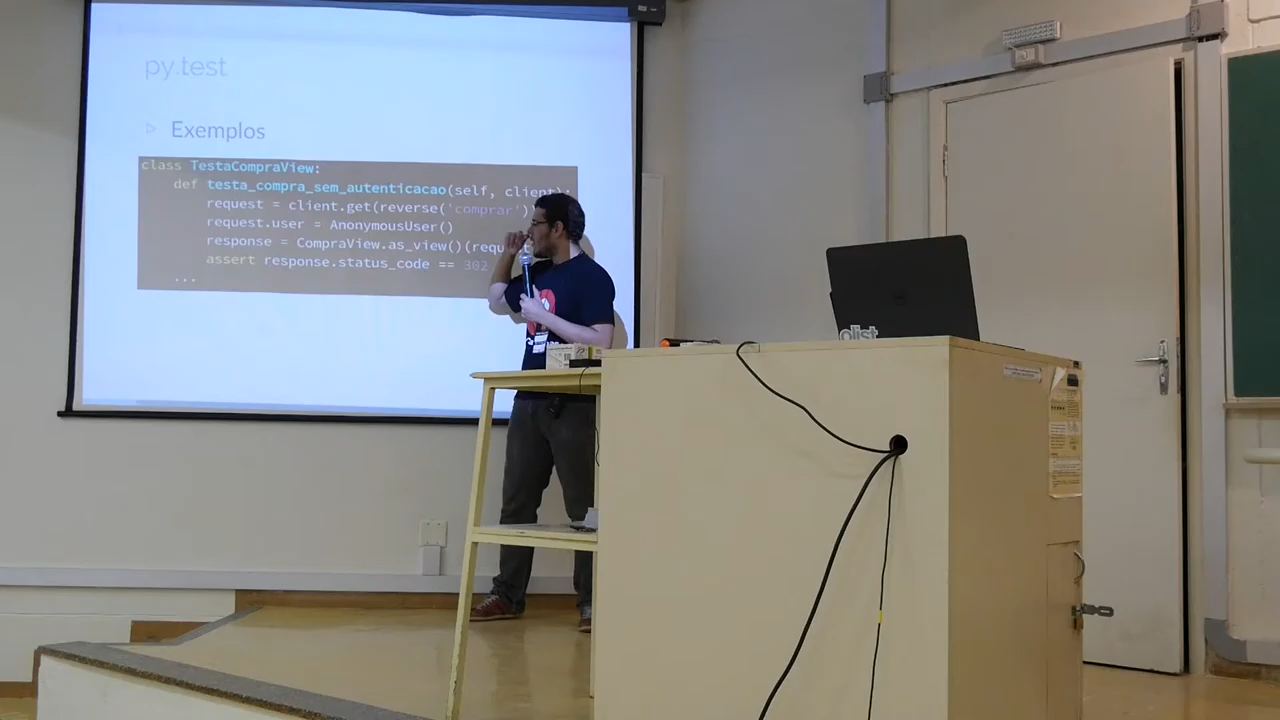 py.test
Exemplos
class TestaCompraView:
def testa_compra_sem_autenticacao(self, client):
request = client.get(reverse('comprar'))
request.user = AnonymousUser()
response = CompraView.as_view()(request
assert response.status_code == 302
...
olist